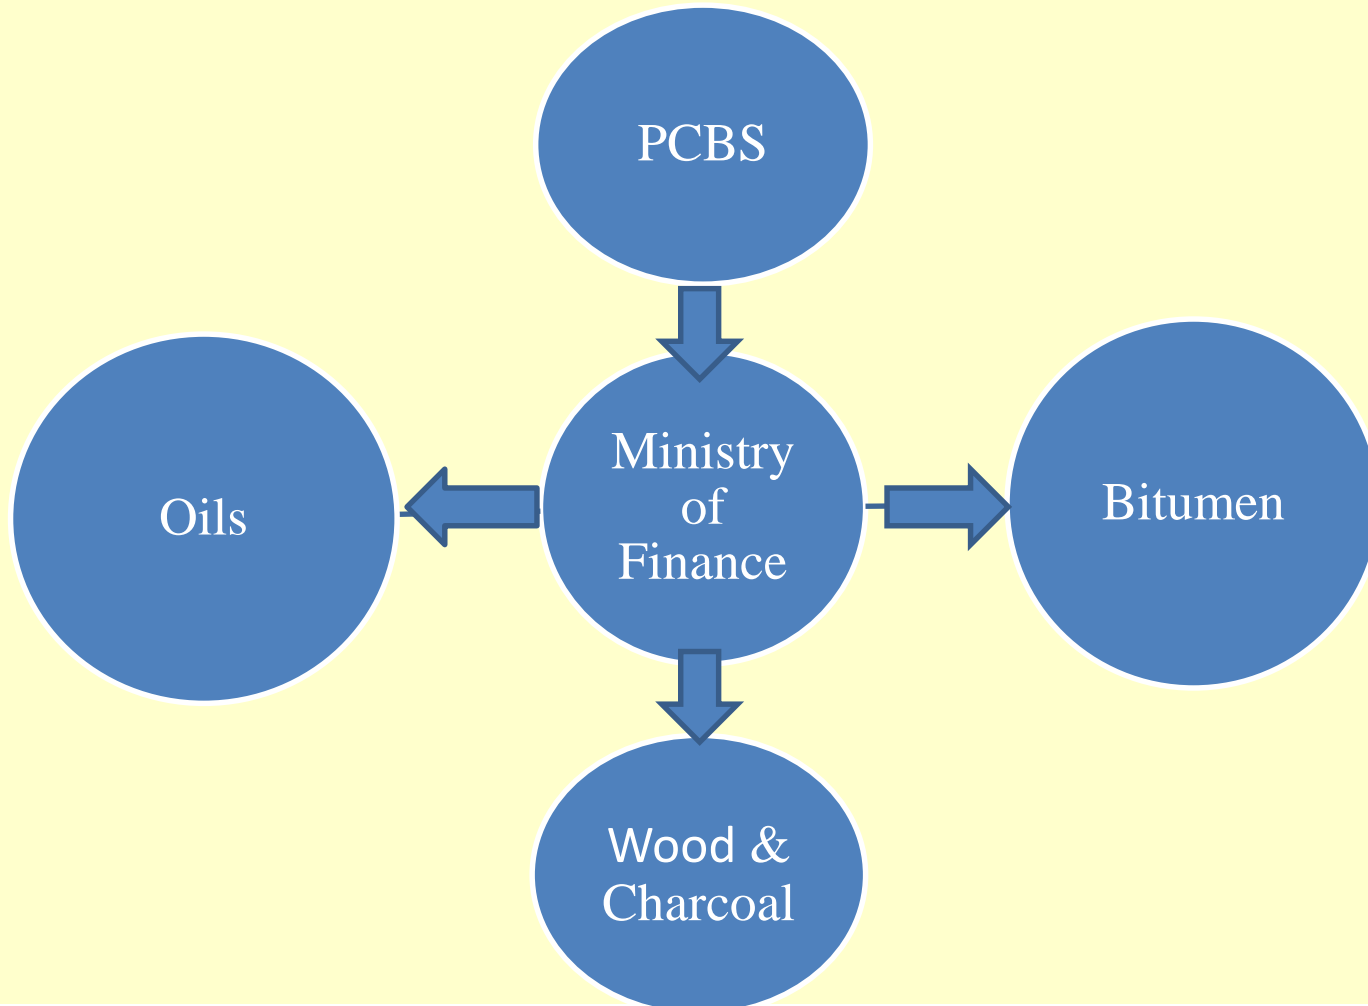 PCBS
Ministry
of
Finance
Oils
Bitumen
Wood &
Charcoal